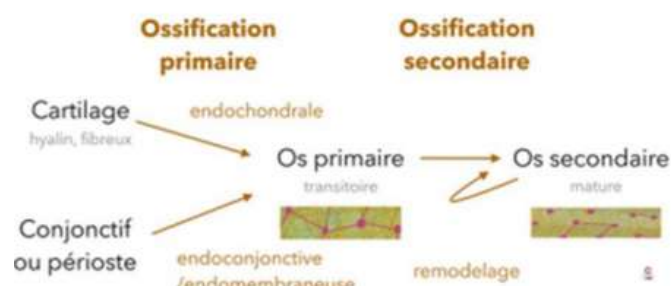 Ossification
primaire
Ossification
secondaire
Cartilage
hyalin, fibreux
endochondrale
Os primaire
transitoire
Os secondaire
mature
Conjonctif
ou périoste
endoconjonctive
/endomembraneuse
remodelage
s